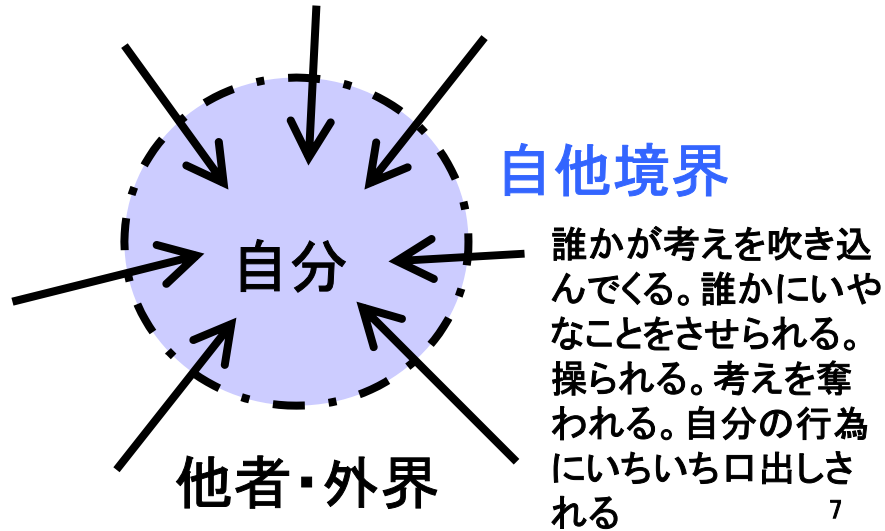 自他境界
自分
誰かが考えを吹き込
んでくる。誰かにいや
なことをさせられる。
操られる。考えを奪
われる。自分の行為
にいちいち口出しさ
れる
他者・外界
7